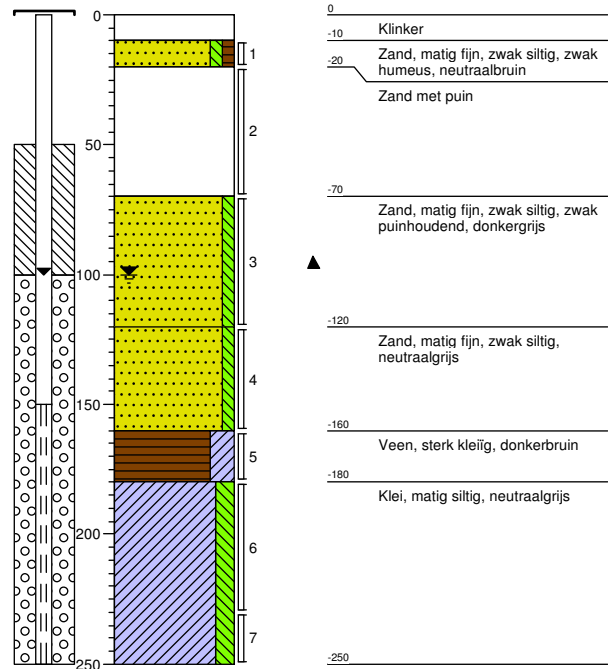 0
50
100
150
200
250
1
2
3
4
5
6
7
0
Klinker
-10
Zand, matig fijn, zwak siltig, zwak
humeus, neutraalbruin
-20
Zand met puin
-70
Zand, matig fijn, zwak siltig, zwak
puinhoudend, donkergrijs
-120
Zand, matig fijn, zwak siltig,
neutraalgrijs
-160
Veen, sterk kleiïg, donkerbruin
-180
Klei, matig siltig, neutraalgrijs
-250